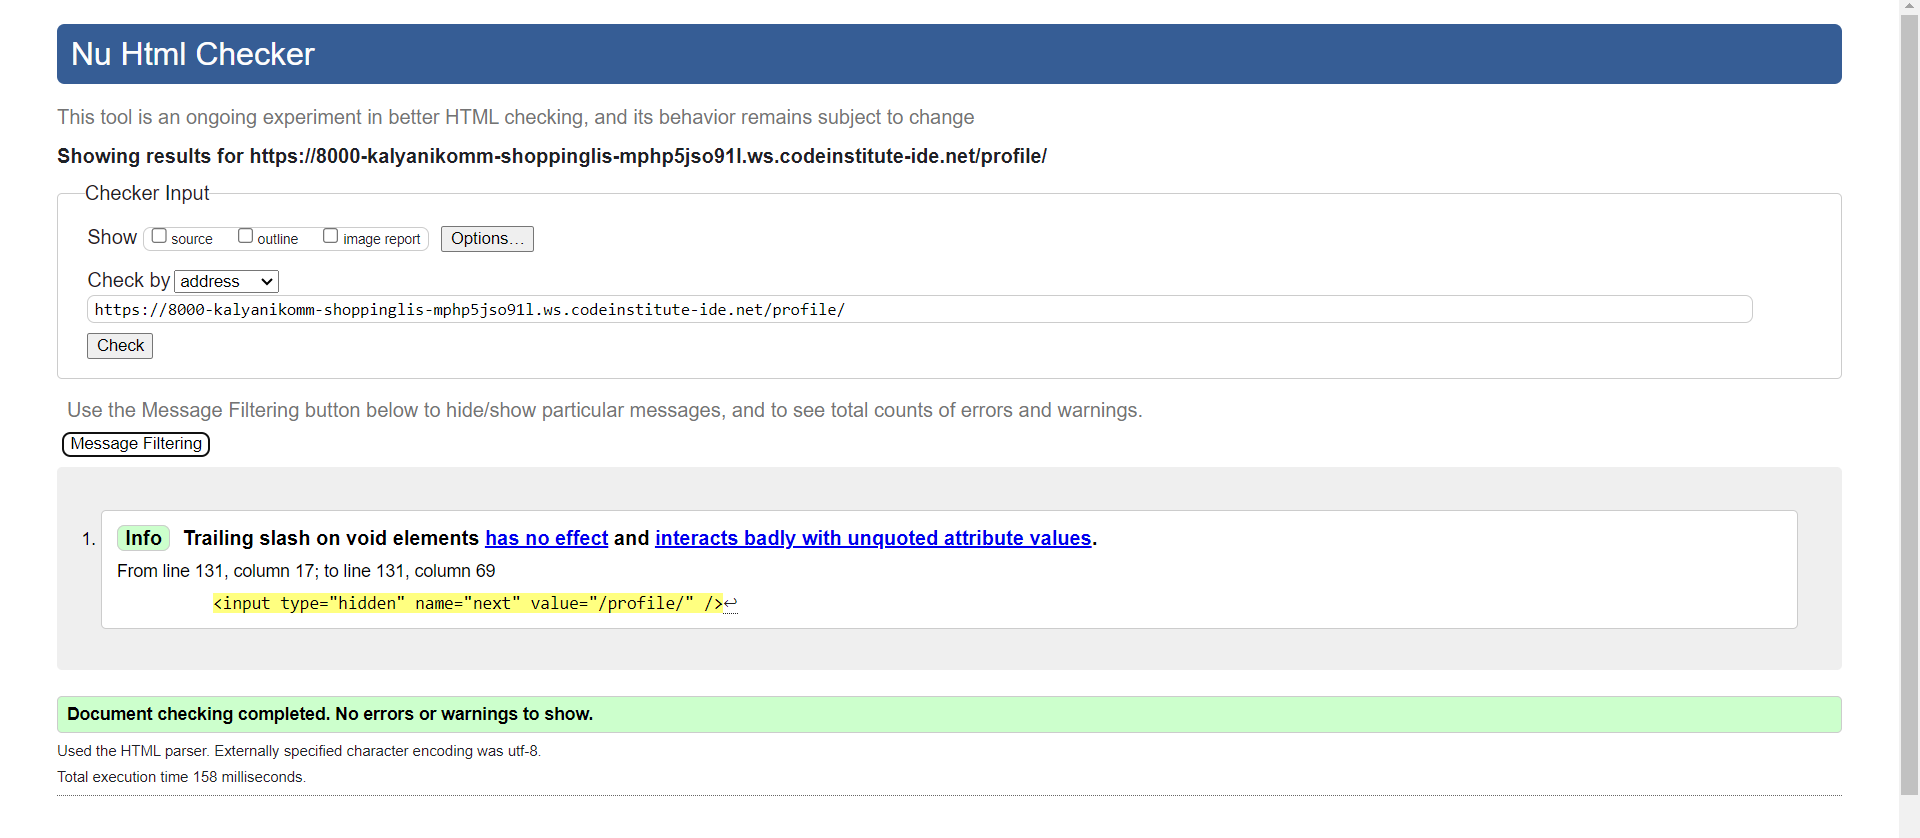 Nu Html Checker
This tool is an ongoing experiment in better HTML checking, and its behavior remains subject to change
Showing results for https://8000-kalyanikomm-shoppinglis-mphp5jso91l.ws.codeinstitute-ide.net/profile/
Checker Input
Show source outline image report Options…
Check by address
https://8000-kalyanikomm-shoppinglis-mphp5jso91l.ws.codeinstitute-ide.net/profile/
Check
Use the Message Filtering button below to hide/show particular messages, and to see total counts of errors and warnings.
Message Filtering
1. Info Trailing slash on void elements has no effect and interacts badly with unquoted attribute values.
From line 131, column 17; to line 131, column 69
<input type="hidden" name="next" value="/profile/" />↩
Document checking completed. No errors or warnings to show.
Used the HTML parser. Externally specified character encoding was utf-8.
Total execution time 158 milliseconds.